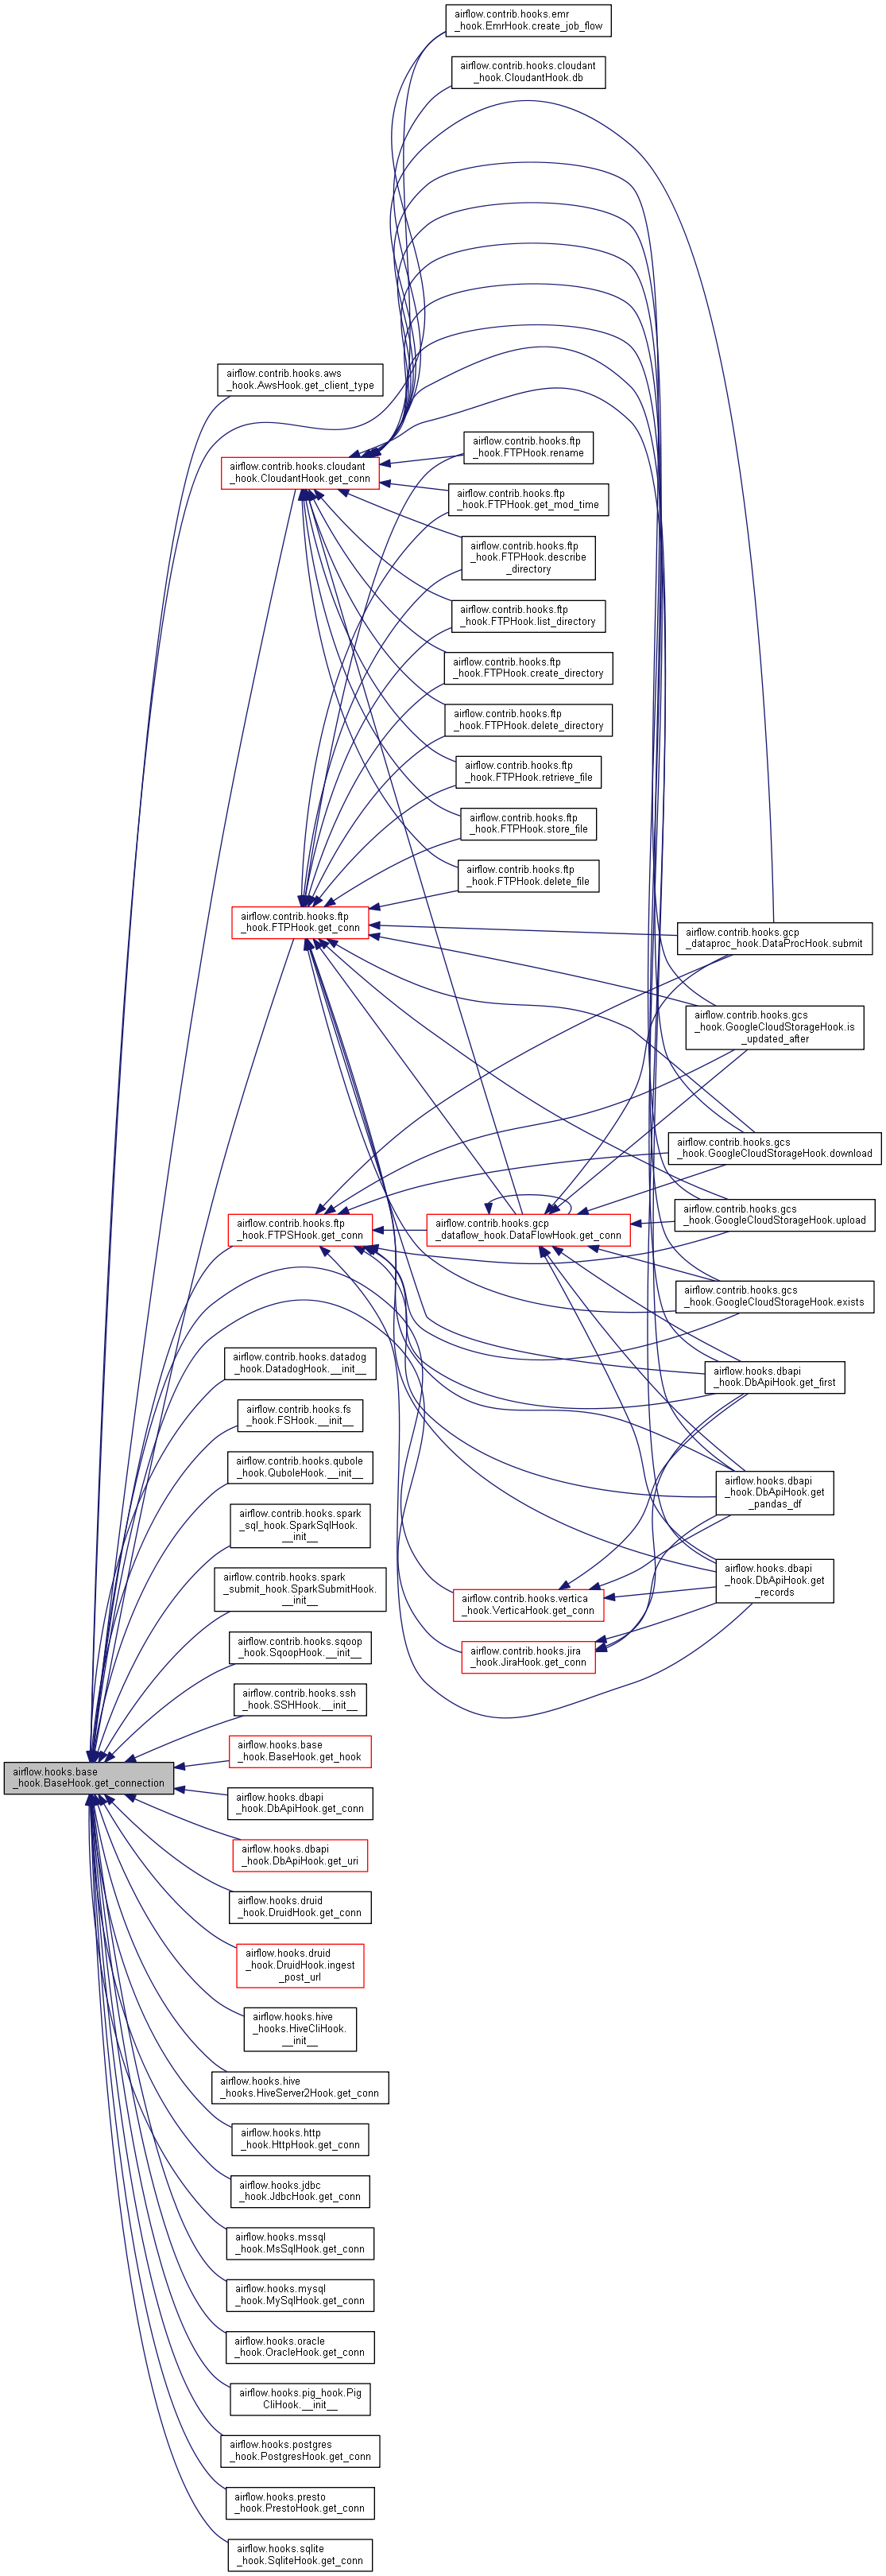 airflow.contrib.hooks.emr
_hook.EmrHook.create_job_flow
airflow.contrib.hooks.cloudant
_hook.CloudantHook.db
airflow.contrib.hooks.aws
_hook.AwsHook.get_client_type
airflow.contrib.hooks.cloudant
_hook.CloudantHook.get_conn
airflow.contrib.hooks.ftp
_hook.FTPHook.rename
airflow.contrib.hooks.ftp
_hook.FTPHook.get_mod_time
airflow.contrib.hooks.ftp
_hook.FTPHook.describe
_directory
airflow.contrib.hooks.ftp
_hook.FTPHook.list_directory
airflow.contrib.hooks.ftp
_hook.FTPHook.create_directory
airflow.contrib.hooks.ftp
_hook.FTPHook.delete_directory
airflow.contrib.hooks.ftp
_hook.FTPHook.retrieve_file
airflow.contrib.hooks.ftp
_hook.FTPHook.store_file
airflow.contrib.hooks.ftp
_hook.FTPHook.delete_file
airflow.contrib.hooks.ftp
_hook.FTPHook.get_conn
airflow.contrib.hooks.gcp
_dataproc_hook.DataProcHook.submit
airflow.contrib.hooks.gcs
_hook.GoogleCloudStorageHook.is
_updated_after
airflow.contrib.hooks.gcs
_hook.GoogleCloudStorageHook.download
airflow.contrib.hooks.gcs
_hook.GoogleCloudStorageHook.upload
airflow.contrib.hooks.ftp
_hook.FTPSHook.get_conn
airflow.contrib.hooks.gcp
_dataflow_hook.DataFlowHook.get_conn
airflow.contrib.hooks.gcs
_hook.GoogleCloudStorageHook.exists
airflow.contrib.hooks.datadog
_hook.DatadogHook.__init__
airflow.hooks.dbapi
_hook.DbApiHook.get_first
airflow.contrib.hooks.fs
_hook.FSHook.__init__
airflow.contrib.hooks.qubole
_hook.QuboleHook.__init__
airflow.hooks.dbapi
_hook.DbApiHook.get
_pandas_df
airflow.contrib.hooks.spark
_sql_hook.SparkSqlHook.
__init__
airflow.hooks.dbapi
_hook.DbApiHook.get
_records
airflow.contrib.hooks.spark
_submit_hook.SparkSubmitHook.
__init__
airflow.contrib.hooks.vertica
_hook.VerticaHook.get_conn
airflow.contrib.hooks.sqoop
_hook.SqoopHook.__init__
airflow.contrib.hooks.jira
_hook.JiraHook.get_conn
airflow.contrib.hooks.ssh
_hook.SSHHook.__init__
airflow.hooks.base
_hook.BaseHook.get_hook
airflow.hooks.base
_hook.BaseHook.get_connection
airflow.hooks.dbapi
_hook.DbApiHook.get_conn
airflow.hooks.dbapi
_hook.DbApiHook.get_uri
airflow.hooks.druid
_hook.DruidHook.get_conn
airflow.hooks.druid
_hook.DruidHook.ingest
_post_url
airflow.hooks.hive
_hooks.HiveCliHook.
__init__
airflow.hooks.hive
_hooks.HiveServer2Hook.get_conn
airflow.hooks.http
_hook.HttpHook.get_conn
airflow.hooks.jdbc
_hook.JdbcHook.get_conn
airflow.hooks.mssql
_hook.MsSqlHook.get_conn
airflow.hooks.mysql
_hook.MySqlHook.get_conn
airflow.hooks.oracle
_hook.OracleHook.get_conn
airflow.hooks.pig_hook.Pig
CliHook.__init__
airflow.hooks.postgres
_hook.PostgresHook.get_conn
airflow.hooks.presto
_hook.PrestoHook.get_conn
airflow.hooks.sqlite
_hook.SqliteHook.get_conn